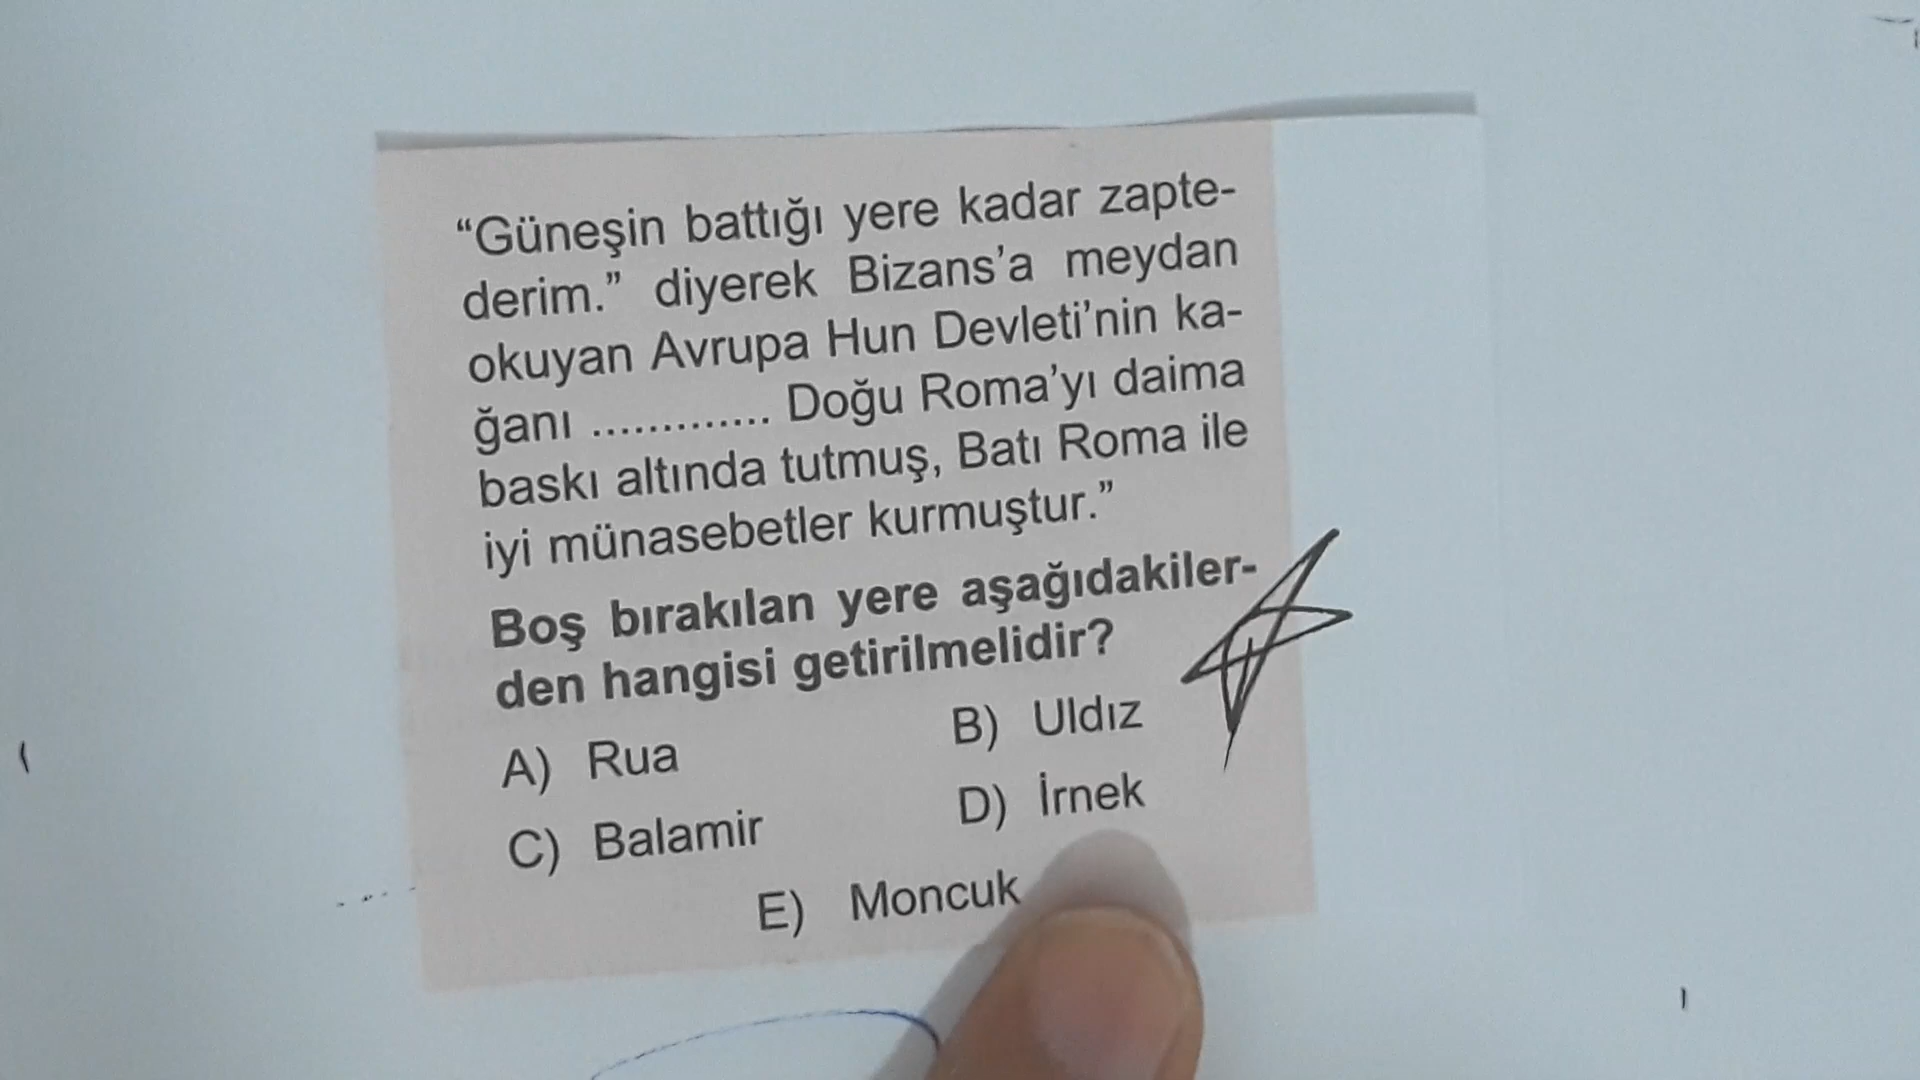 “Güneşin battığı yere kadar zapte-
derim.” diyerek Bizans’a meydan
okuyan Avrupa Hun Devleti’nin ka-
ğanı ............. Doğu Roma’yı daima
baskı altında tutmuş, Batı Roma ile
iyi münasebetler kurmuştur.”
Boş bırakılan yere aşağıdakiler-
den hangisi getirilmelidir?
A) Rua B) Uldız
C) Balamir D) İrnek
E) Moncuk